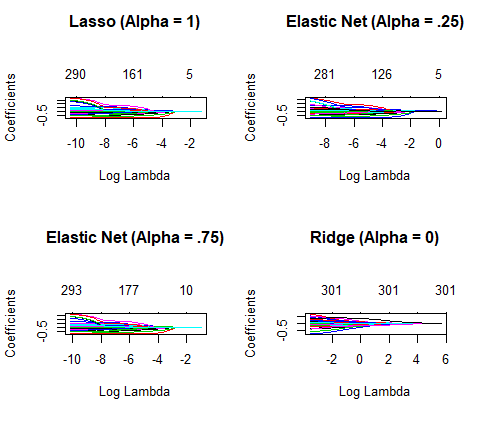 Lasso (Alpha = 1)
290 161 5
Coefficients
-0.5
-10 -8 -6 -4 -2
Log Lambda
Elastic Net (Alpha = .25)
281 126 5
Coefficients
-0.5
-8 -6 -4 -2 0
Log Lambda
Elastic Net (Alpha = .75)
293 177 10
Coefficients
-0.5
-10 -8 -6 -4 -2
Log Lambda
Ridge (Alpha = 0)
301 301 301
Coefficients
-0.5
-2 0 2 4 6
Log Lambda